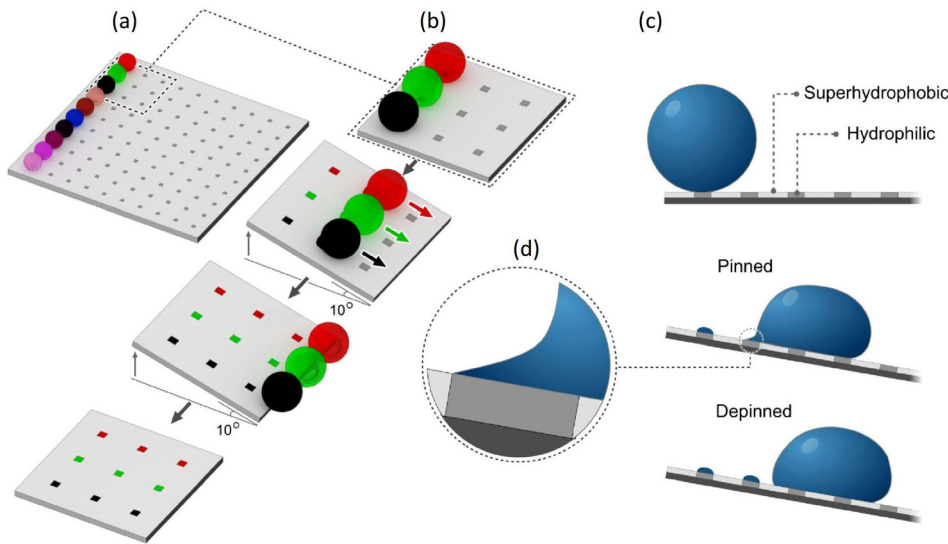 (a)
(b)
(c)
Superhydrophobic
Hydrophilic
10°
(d)
Pinned
10°
Depinned